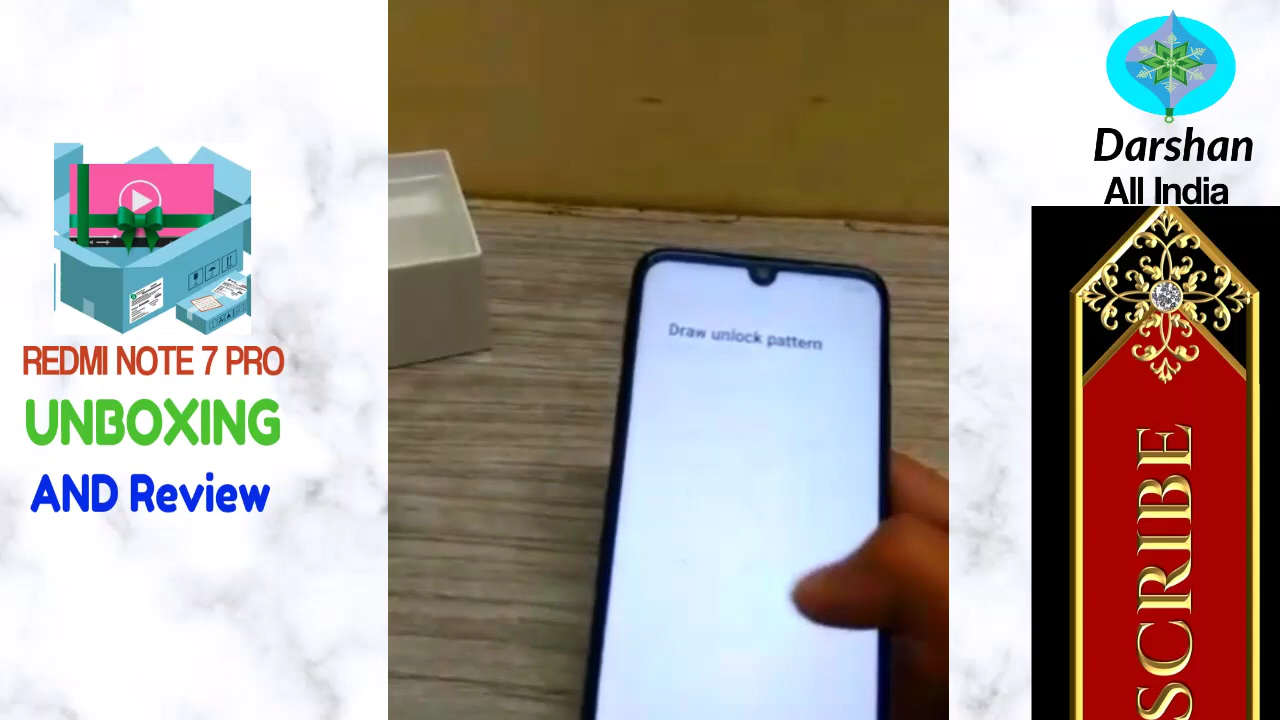 REDMI NOTE 7 PRO
UNBOXING
AND Review
Draw unlock pattern
Darshan
All India
SCRIBE